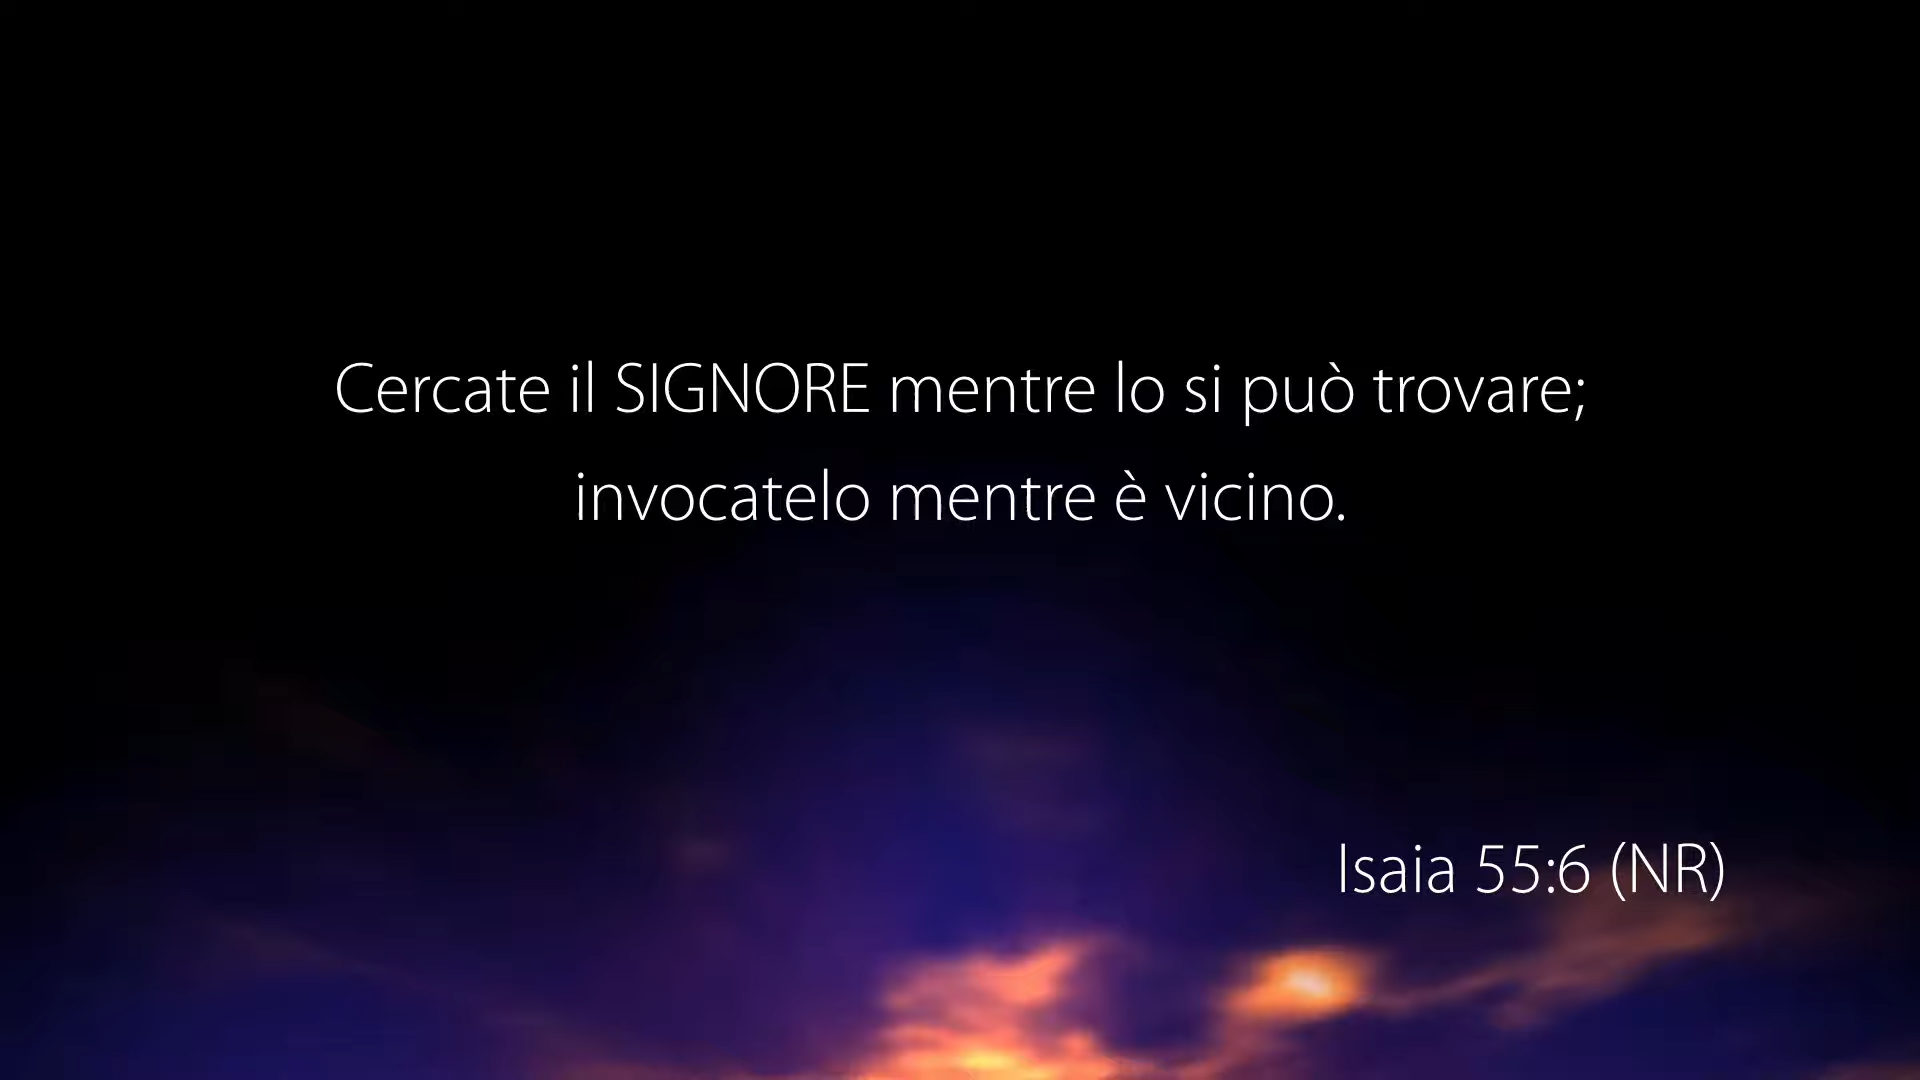 Cercate il SIGNORE mentre lo si può trovare;
invocatelo mentre è vicino.
Isaia 55:6 (NR)